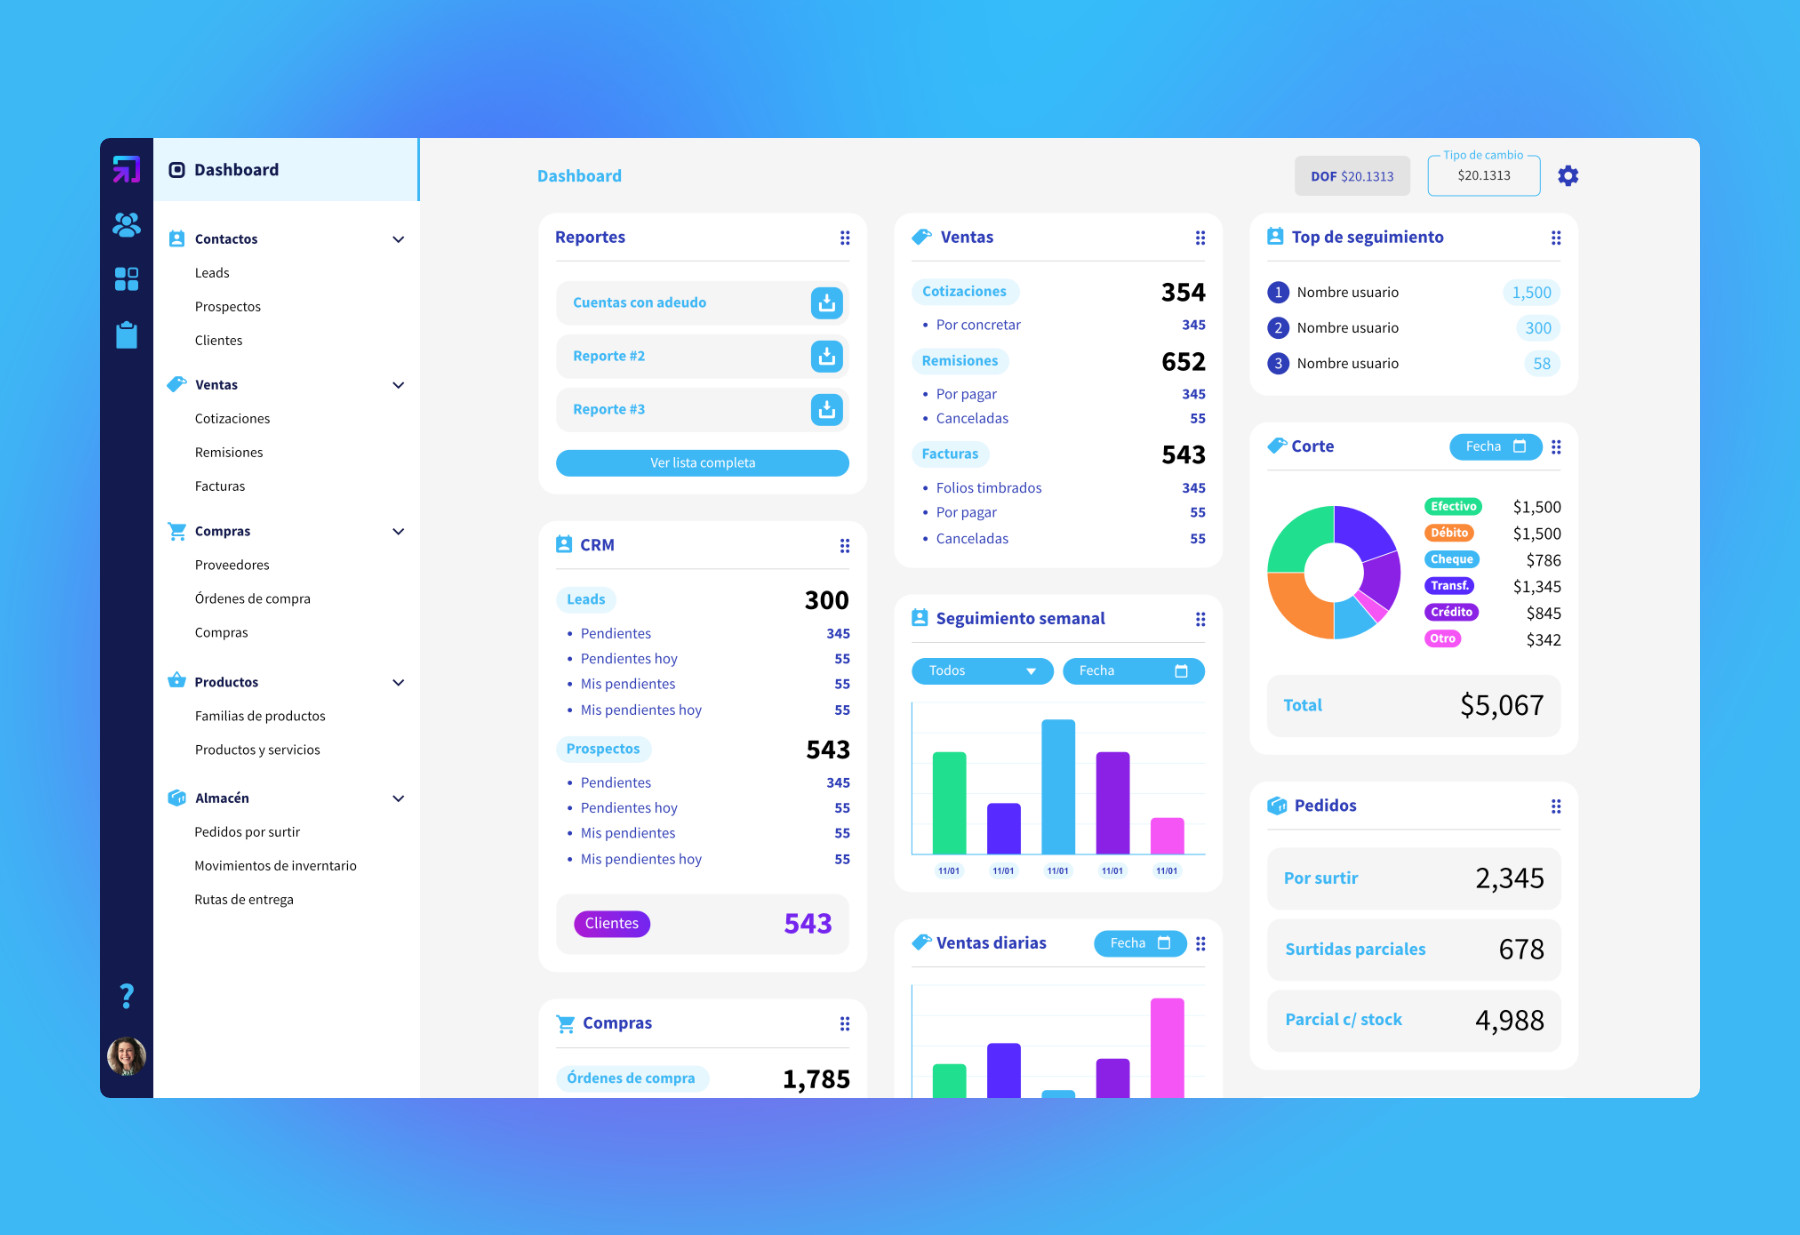 Dashboard
Contactos
Leads
Prospectos
Clientes
Ventas
Cotizaciones
Remisiones
Facturas
Compras
Proveedores
Órdenes de compra
Compras
Productos
Familias de productos
Productos y servicios
Almacén
Pedidos por surtir
Movimientos de inverntario
Rutas de entrega
?
Dashboard
DOF $20.1313
Tipo de cambio
$20.1313
Reportes
Cuentas con adeudo
Reporte #2
Reporte #3
Ver lista completa
CRM
Leads 300
• Pendientes 345
• Pendientes hoy 55
• Mis pendientes 55
• Mis pendientes hoy 55
Prospectos 543
• Pendientes 345
• Pendientes hoy 55
• Mis pendientes 55
• Mis pendientes hoy 55
Clientes 543
Compras
Órdenes de compra 1,785
Ventas
Cotizaciones 354
• Por concretar 345
Remisiones 652
• Por pagar 345
• Canceladas 55
Facturas 543
• Folios timbrados 345
• Por pagar 55
• Canceladas 55
Seguimiento semanal
Todos Fecha
11/01 11/01 11/01 11/01 11/01
Ventas diarias Fecha
Top de seguimiento
1 Nombre usuario 1,500
2 Nombre usuario 300
3 Nombre usuario 58
Corte Fecha
Efectivo $1,500
Débito $1,500
Cheque $786
Transf. $1,345
Crédito $845
Otro $342
Total $5,067
Pedidos
Por surtir 2,345
Surtidas parciales 678
Parcial c/ stock 4,988